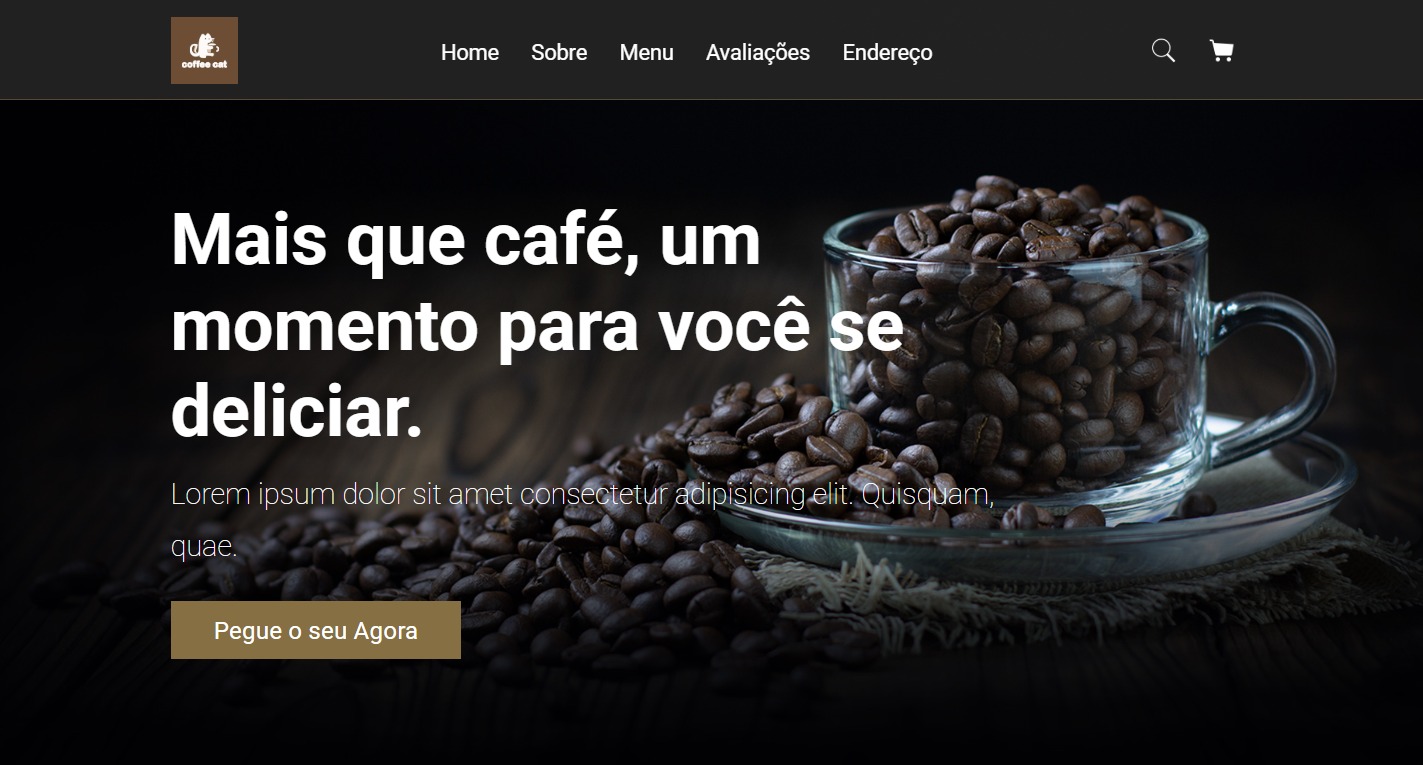 coffee cat
Home Sobre Menu Avaliações Endereço
Mais que café, um
momento para você se
deliciar.
Lorem ipsum dolor sit amet consectetur adipisicing elit. Quisquam,
quae.
Pegue o seu Agora